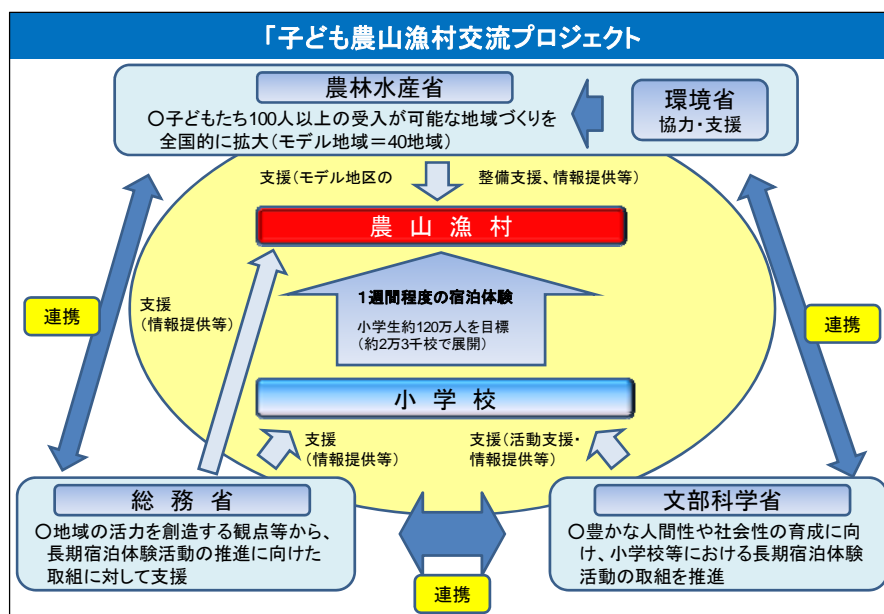 「子ども農山漁村交流プロジェクト
農林水産省
○子どもたち100人以上の受入が可能な地域づくりを
全国的に拡大(モデル地域=40地域)
環境省
協力・支援
支援(モデル地区の
整備支援、情報提供等)
農山漁村
1週間程度の宿泊体験
小学生約120万人を目標
(約2万3千校で展開)
支援
(情報提供等)
連携
連携
小学校
支援
(情報提供等)
支援(活動支援・
情報提供等)
総務省
○地域の活力を創造する観点等から、
長期宿泊体験活動の推進に向けた
取組に対して支援
文部科学省
○豊かな人間性や社会性の育成に向
け、小学校等における長期宿泊体験
活動の取組を推進
連携